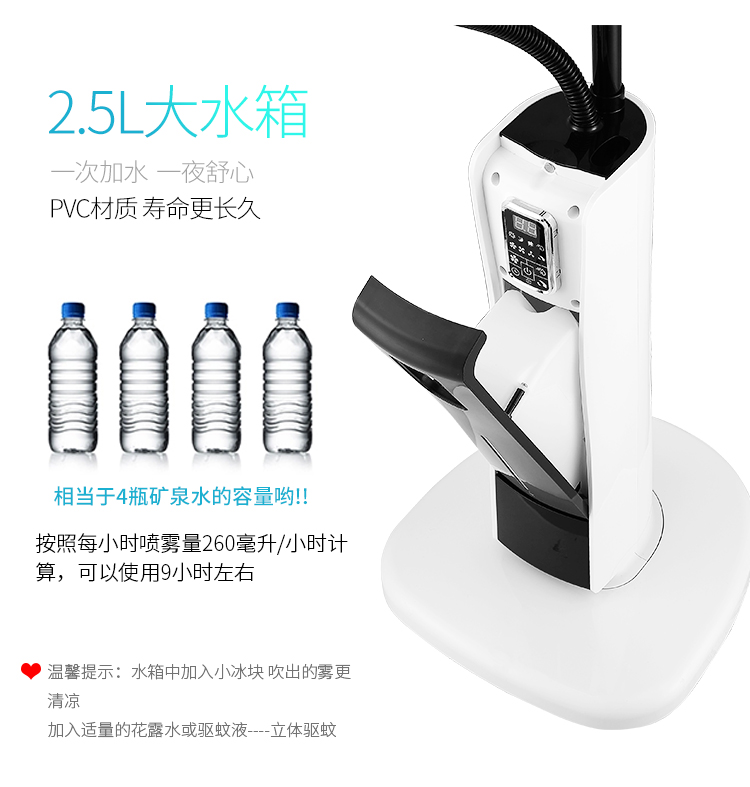 2.5L大水箱
一次加水 一夜舒心
PVC材质 寿命更长久
相当于4瓶矿泉水的容量哟!!
按照每小时喷雾量260毫升/小时计
算，可以使用9小时左右
温馨提示：水箱中加入小冰块 吹出的雾更
清凉
加入适量的花露水或驱蚊液----立体驱蚊